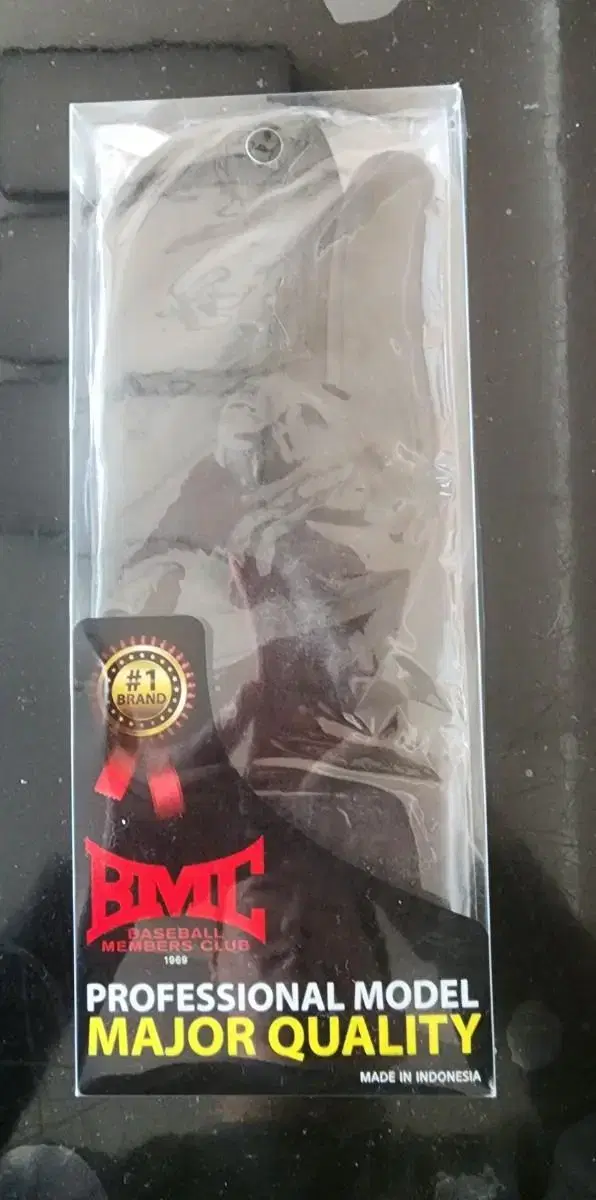 #1
BRAND
BMC
BASEBALL
MEMBERS CLUB
1969
PROFESSIONAL MODEL
MAJOR QUALITY
MADE IN INDONESIA